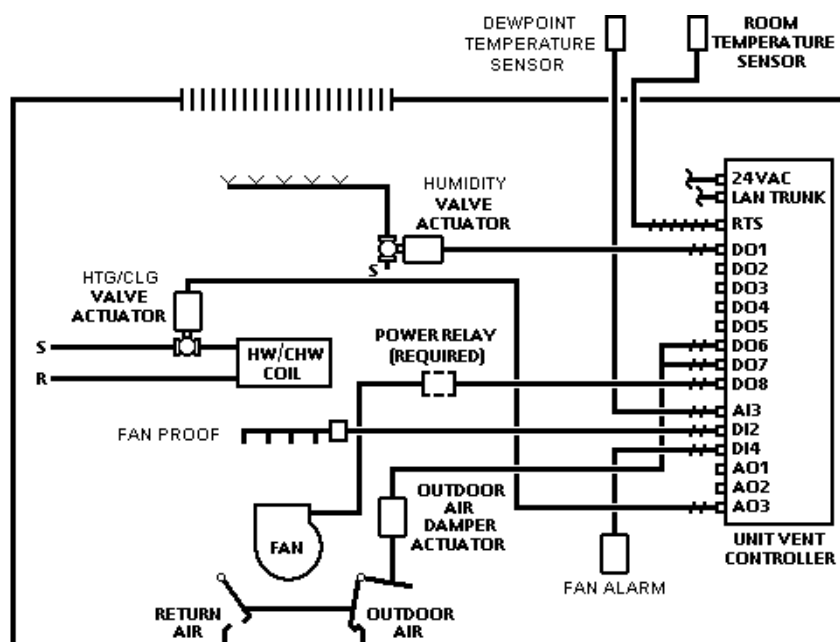 DEWPOINT
TEMPERATURE
SENSOR
ROOM
TEMPERATURE
SENSOR
24VAC
LAN TRUNK
RTS
DO1
DO2
DO3
DO4
DO5
DO6
DO7
DO8
AI3
DI2
DI4
AO1
AO2
AO3
UNIT VENT
CONTROLLER
HUMIDITY
VALVE
ACTUATOR
S
HTG/CLG
VALVE
ACTUATOR
S
R
HW/CHW
COIL
POWER RELAY
(REQUIRED)
FAN PROOF
FAN
OUTDOOR
AIR
DAMPER
ACTUATOR
FAN ALARM
RETURN
AIR
OUTDOOR
AIR